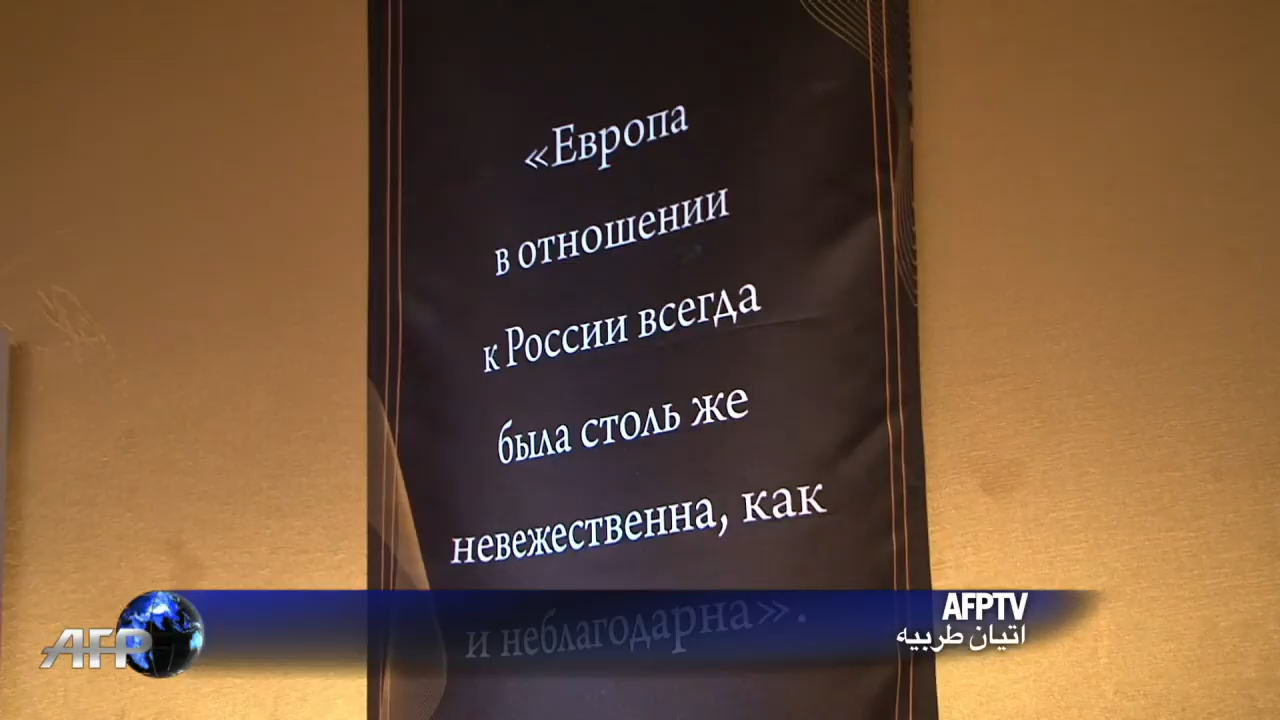 «Европа
в отношении
к России всегда
была столь же
невежественна, как
и неблагодарна».
AFP
AFPTV
اتيان طربيه